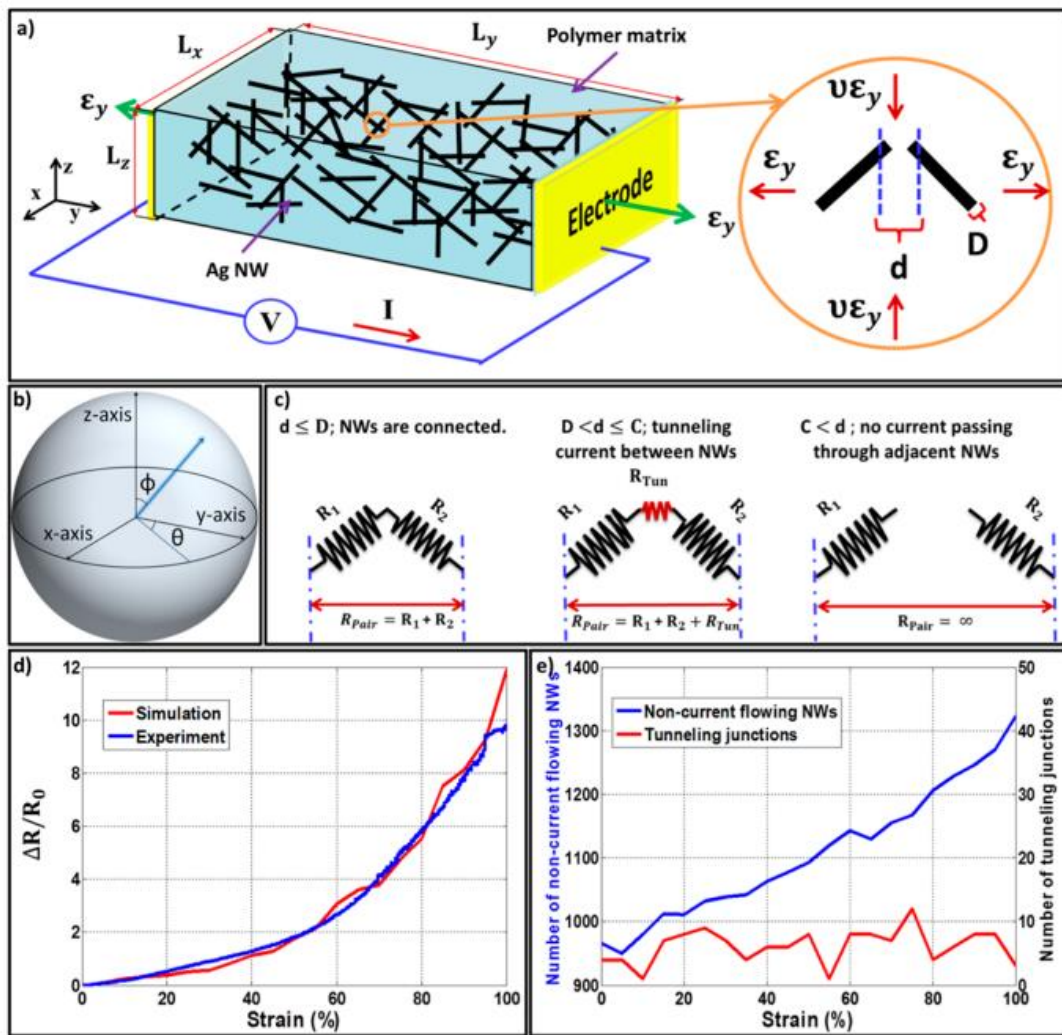 a)
Lx
Ly
Polymer matrix
εy
Lz
z
x
y
Electrode
εy
Ag NW
V
I
υεy
εy
εy
d
D
υεy
b)
z-axis
ϕ
x-axis
y-axis
θ
c)
d ≤ D; NWs are connected.
R1
R2
RPair = R1 + R2
D <d ≤ C; tunneling
current between NWs
RTun
R1
R2
RPair = R1 + R2 + RTun
C < d ; no current passing
through adjacent NWs
R1
R2
RPair = ∞
d)
12
10
8
6
4
2
0
ΔR/R0
Simulation
Experiment
0
20
40
60
80
100
Strain (%)
e)
1400
1300
1200
1100
1000
900
Number of non-current flowing NWs
Non-current flowing NWs
Tunneling junctions
50
40
30
20
10
0
Number of tunneling junctions
0
20
40
60
80
100
Strain (%)